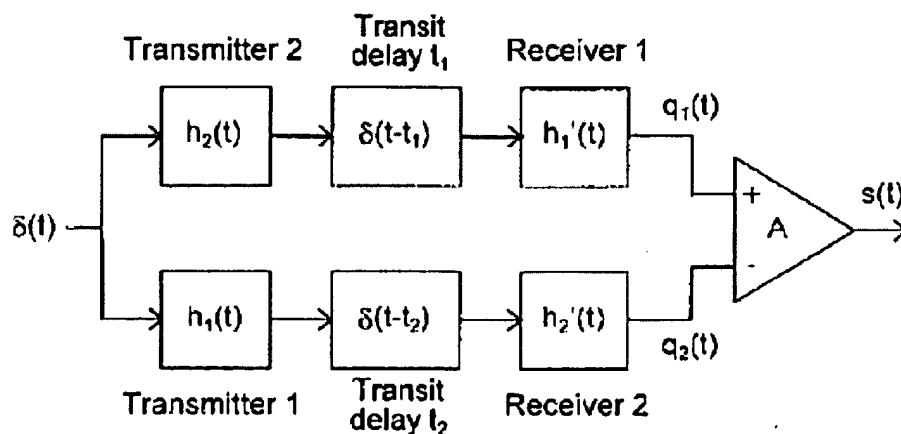 Transmitter 2
Transit
delay t₁
Receiver 1
h₂(t)
δ(t-t₁)
h₁'(t)
q₁(t)
δ(t)
+
A
-
s(t)
h₁(t)
δ(t-t₂)
h₂'(t)
q₂(t)
Transmitter 1
Transit
delay t₂
Receiver 2